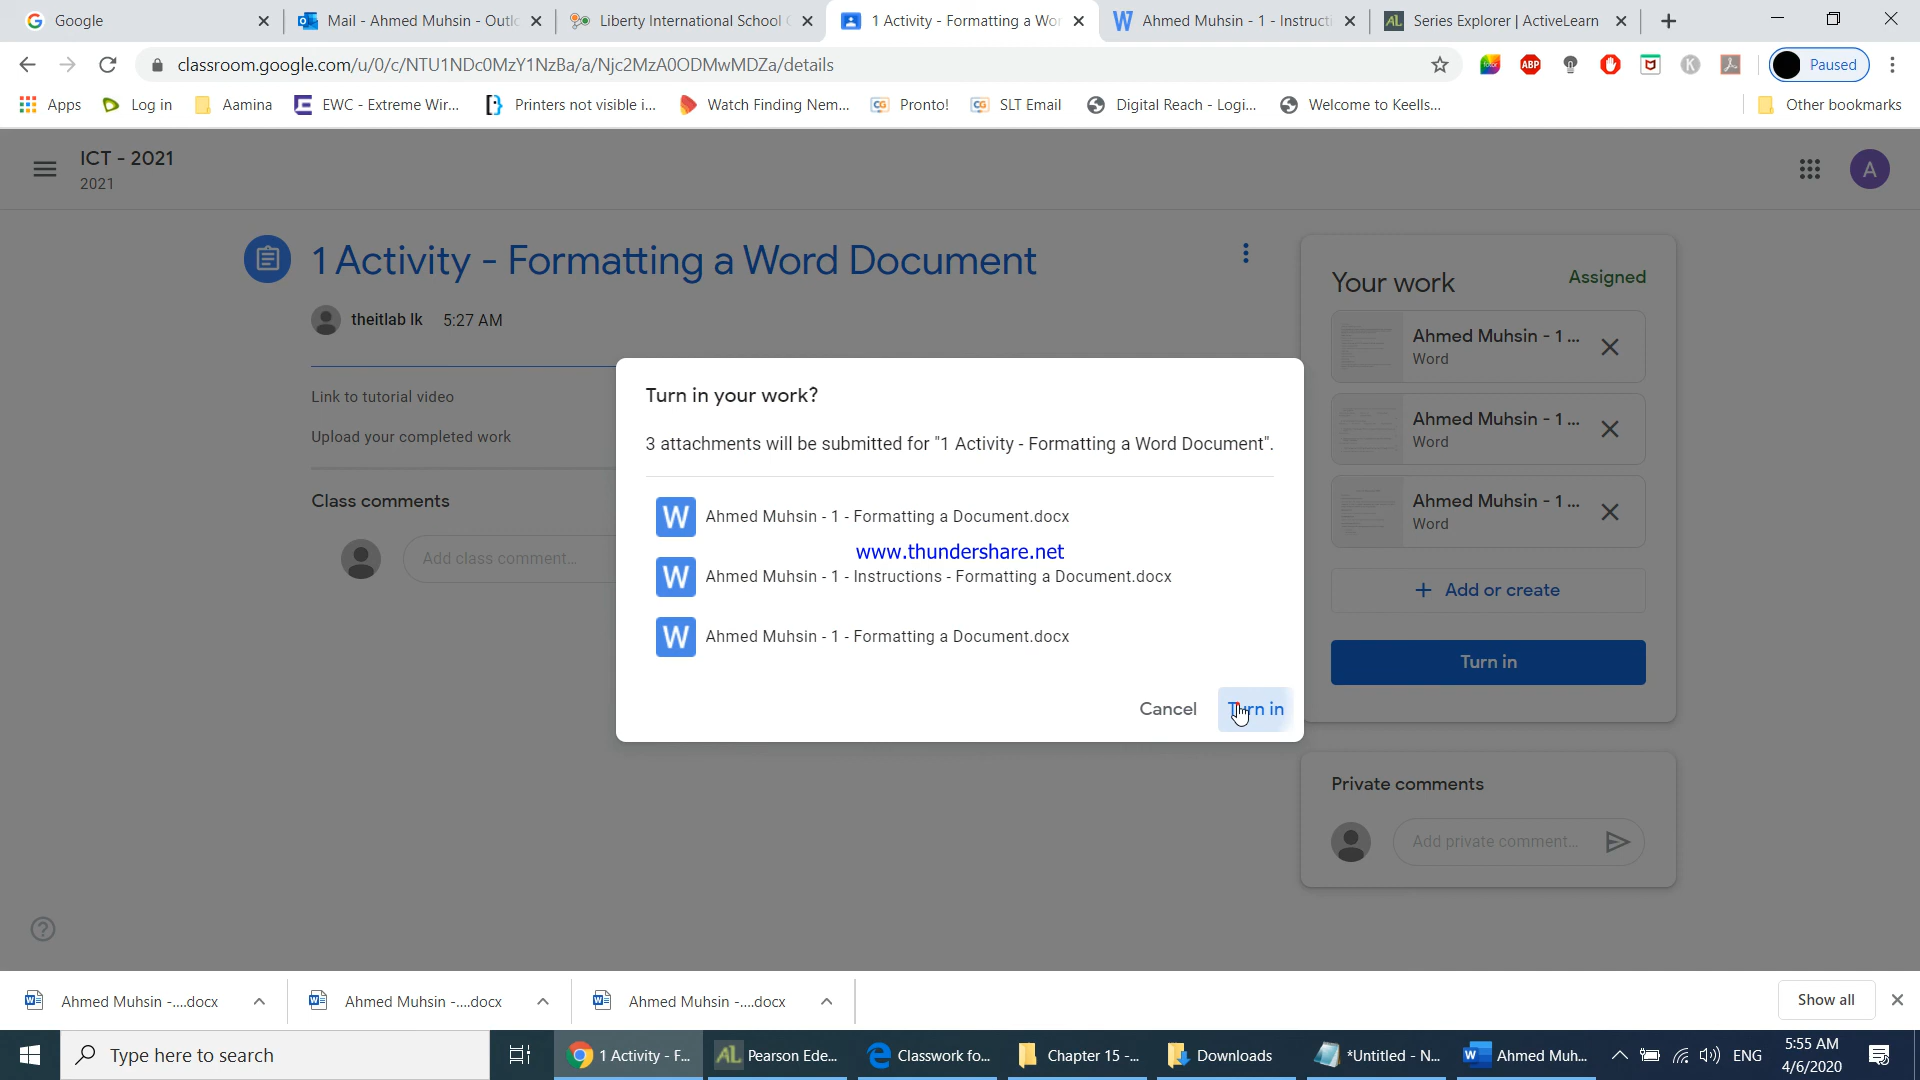 Google
Mail - Ahmed Muhsin - Outlo
Liberty International School (
1 Activity - Formatting a Wor
Ahmed Muhsin - 1 - Instructi
Series Explorer | ActiveLearn
classroom.google.com/u/0/c/NTU1NDc0MzY1NzBa/a/Njc2MzA0ODMwMDZa/details
ABP
K
Paused
Apps
Log in
Aamina
EWC - Extreme Wir...
Printers not visible i...
Watch Finding Nem...
Pronto!
SLT Email
Digital Reach - Logi...
Welcome to Keells...
Other bookmarks
ICT - 2021
2021
A
1 Activity - Formatting a Word Document
theitlab lk 5:27 AM
Link to tutorial video
Upload your completed work
Class comments
Add class comment...
Your work
Assigned
Ahmed Muhsin - 1 ...
Word
Ahmed Muhsin - 1 ...
Word
Ahmed Muhsin - 1 ...
Word
+ Add or create
Turn in
Private comments
Add private comment...
Turn in your work?
3 attachments will be submitted for "1 Activity - Formatting a Word Document".
W Ahmed Muhsin - 1 - Formatting a Document.docx
www.thundershare.net
W Ahmed Muhsin - 1 - Instructions - Formatting a Document.docx
W Ahmed Muhsin - 1 - Formatting a Document.docx
Cancel
Turn in
Ahmed Muhsin -....docx
Ahmed Muhsin -....docx
Ahmed Muhsin -....docx
Show all
Type here to search
1 Activity - F...
Pearson Ede...
Classwork fo...
Chapter 15 -...
Downloads
*Untitled - N...
Ahmed Muh...
ENG
5:55 AM
4/6/2020